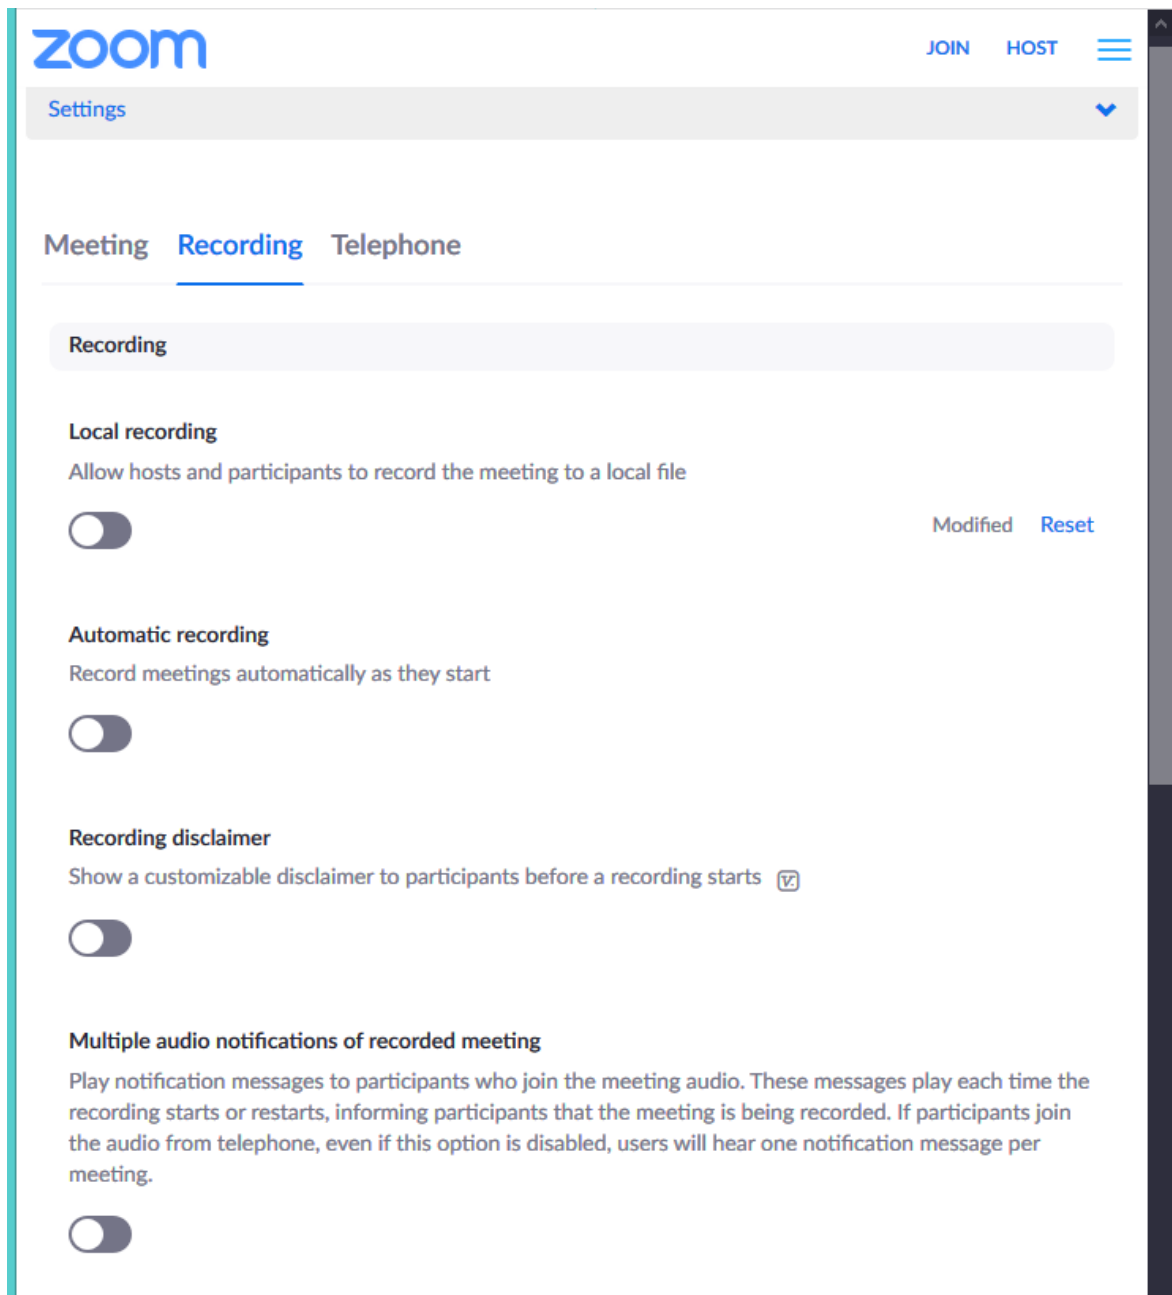 zoom
JOIN HOST
Settings
Meeting Recording Telephone
Recording
Local recording
Allow hosts and participants to record the meeting to a local file
Modified Reset
Automatic recording
Record meetings automatically as they start
Recording disclaimer
Show a customizable disclaimer to participants before a recording starts
Multiple audio notifications of recorded meeting
Play notification messages to participants who join the meeting audio. These messages play each time the
recording starts or restarts, informing participants that the meeting is being recorded. If participants join
the audio from telephone, even if this option is disabled, users will hear one notification message per
meeting.